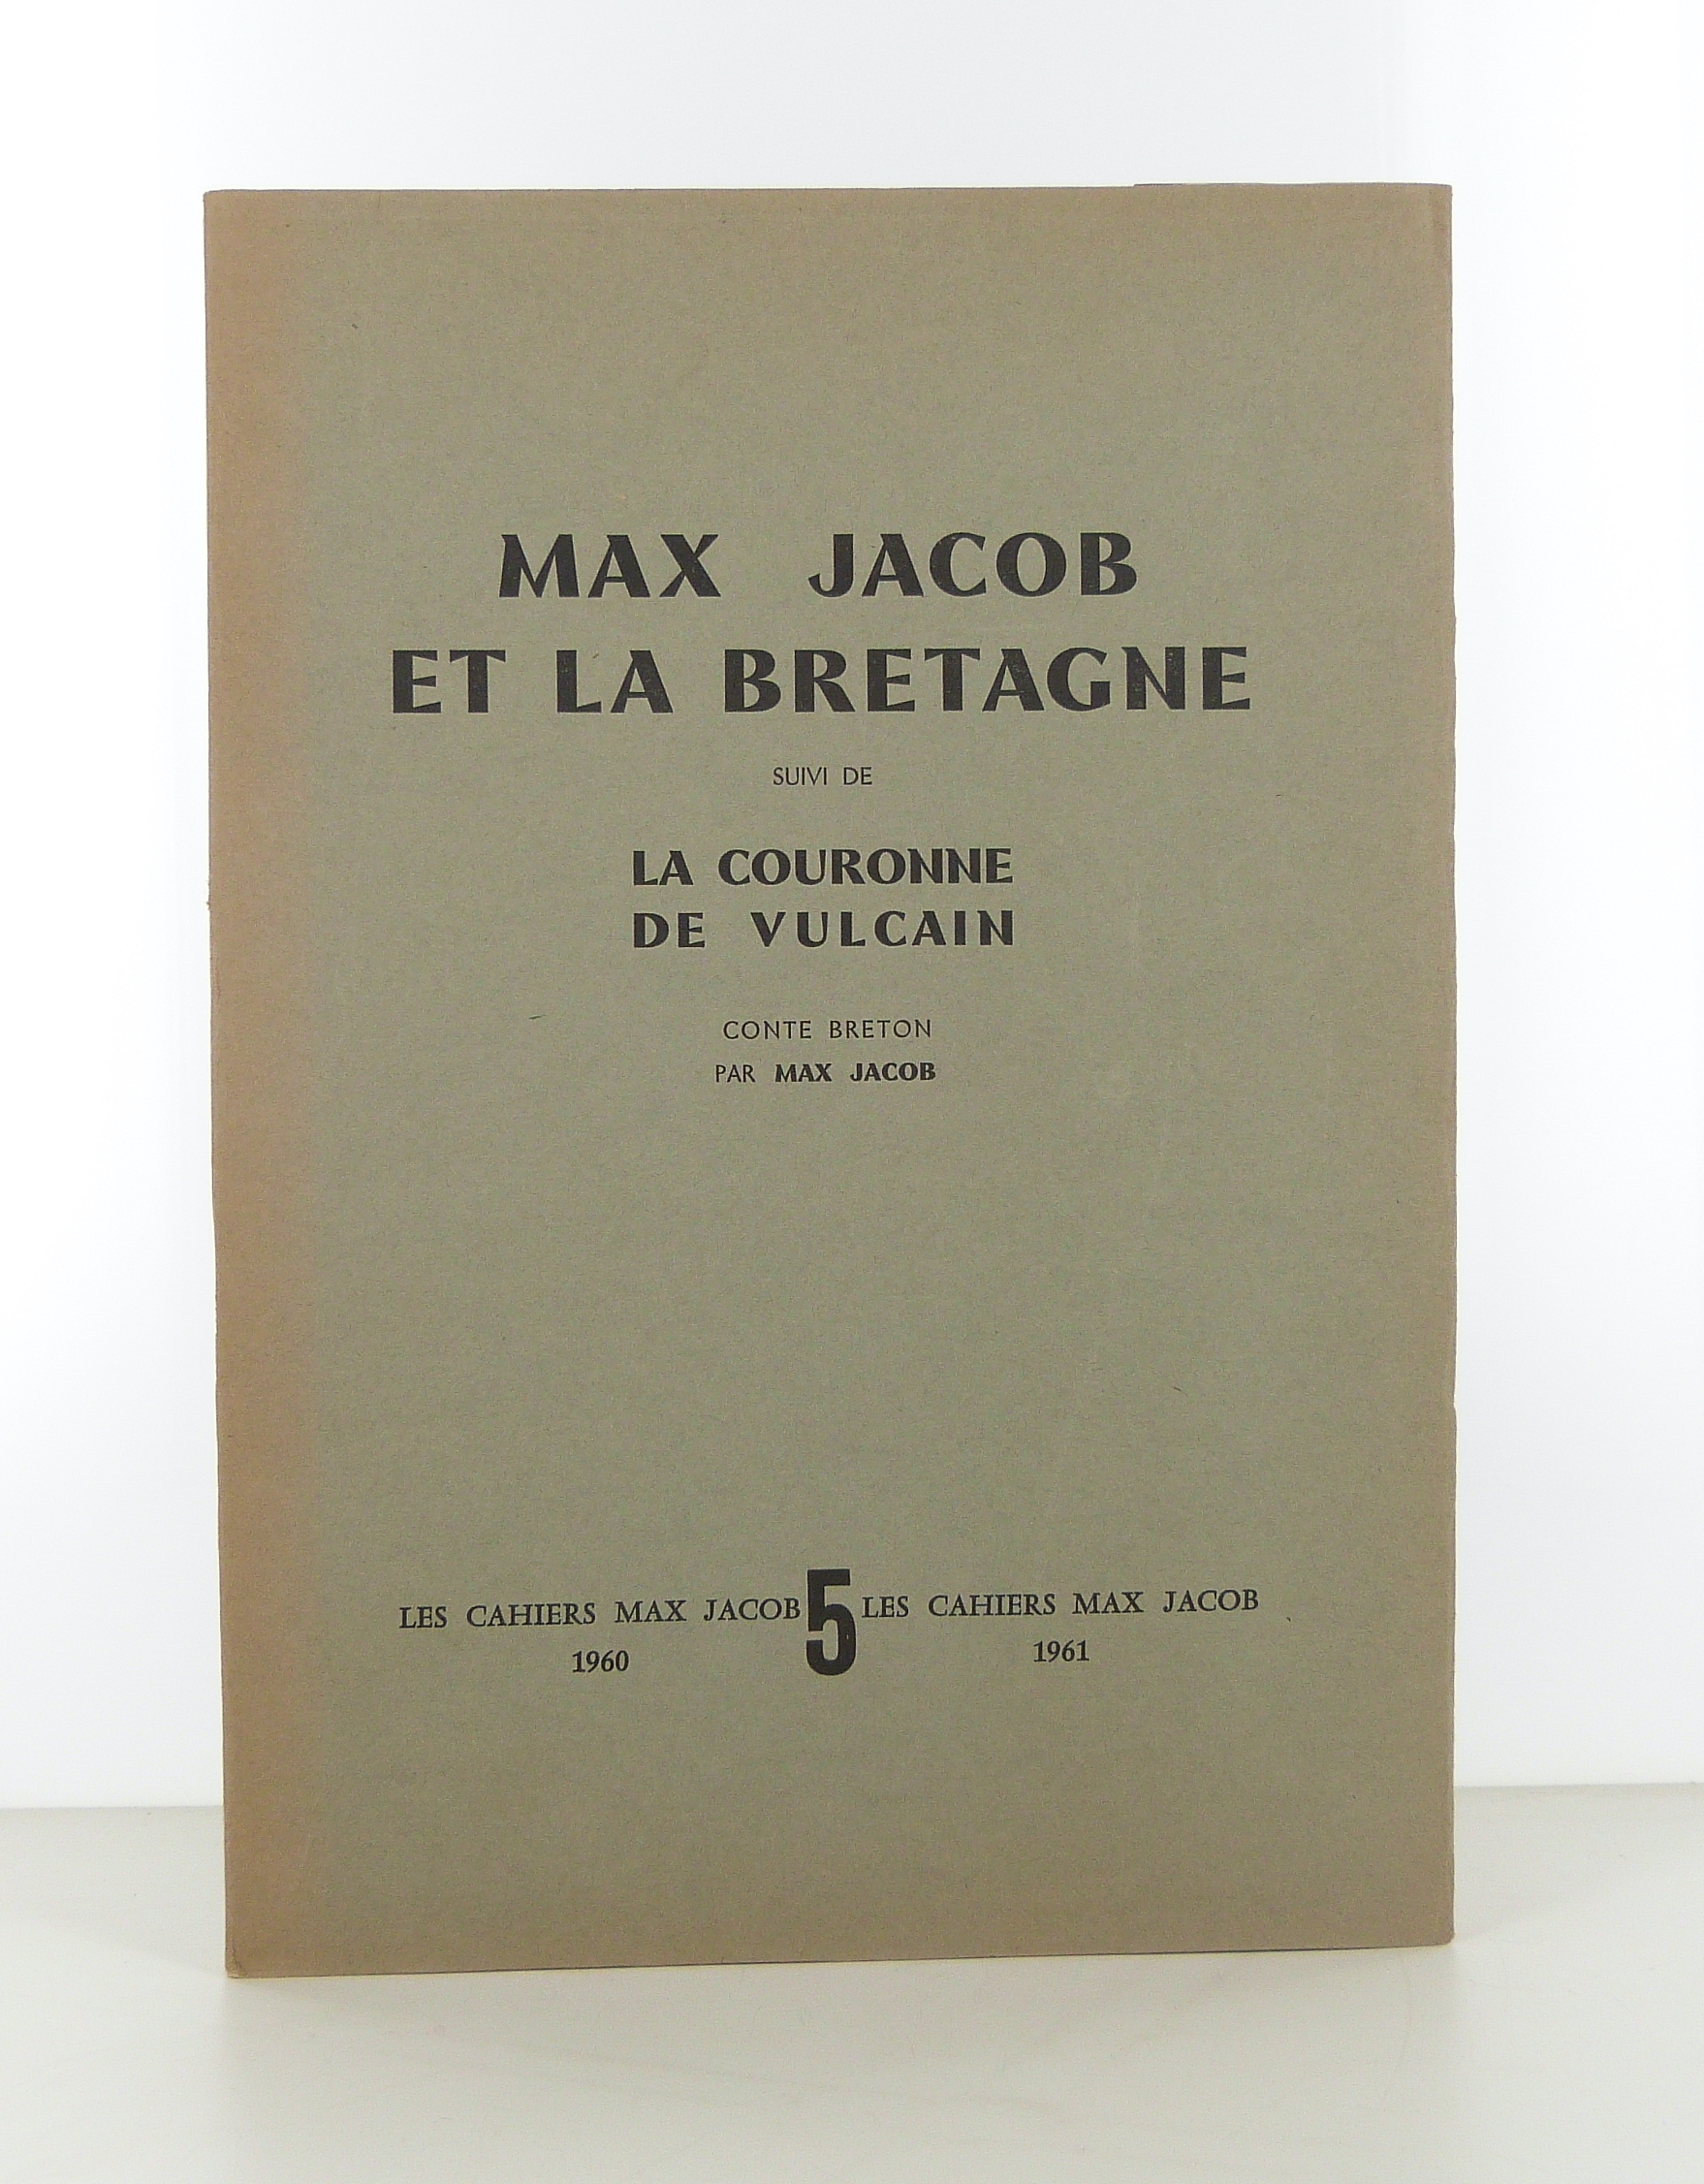 MAX JACOB
ET LA BRETAGNE
SUIVI DE
LA COURONNE
DE VULCAIN
CONTE BRETON
PAR MAX JACOB
LES CAHIERS MAX JACOB 5 LES CAHIERS MAX JACOB
1960 1961